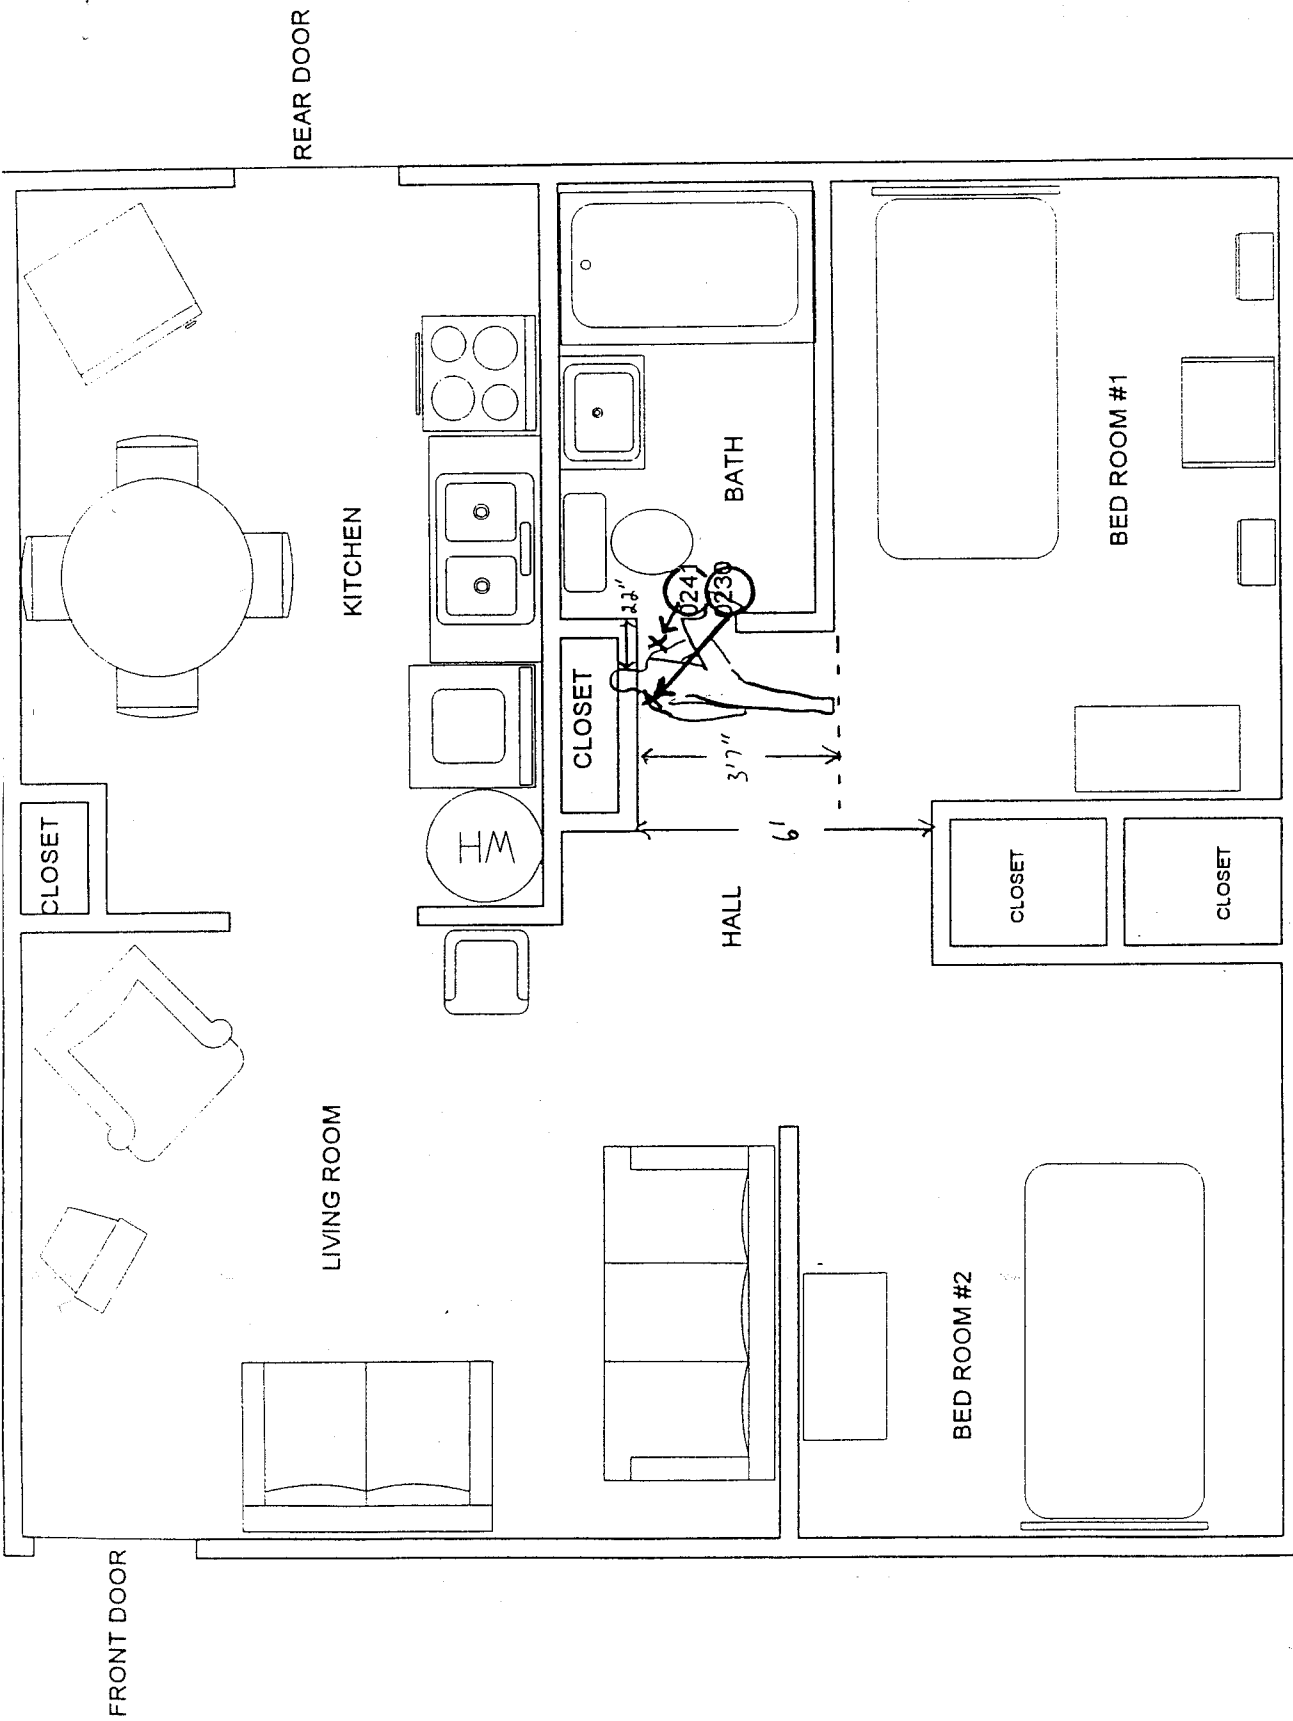 REAR DOOR
KITCHEN
CLOSET
WH
BATH
0241
0230
22"
CLOSET
3'7"
6'
HALL
BED ROOM #1
CLOSET
CLOSET
LIVING ROOM
BED ROOM #2
FRONT DOOR